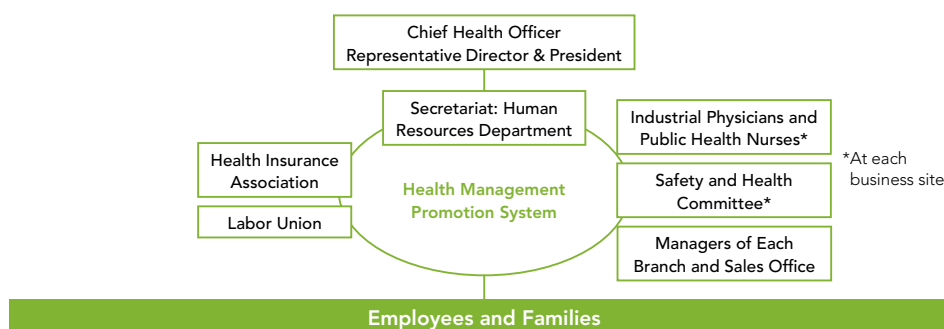 Chief Health Officer
Representative Director & President
Secretariat: Human
Resources Department
Health Insurance
Association
Labor Union
Health Management
Promotion System
Industrial Physicians and
Public Health Nurses*
Safety and Health
Committee*
Managers of Each
Branch and Sales Office
*At each
business site
Employees and Families